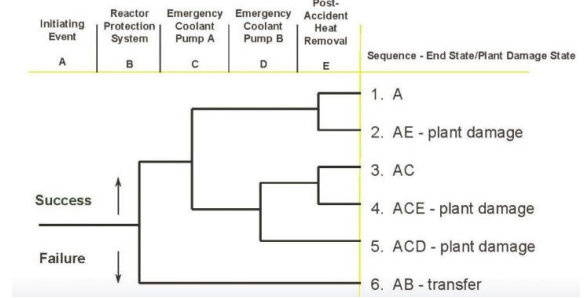 Initiating
Event
A
Reactor
Protection
System
B
Emergency
Coolant
Pump A
C
Emergency
Coolant
Pump B
D
Post-
Accident
Heat
Removal
E
Sequence - End State/Plant Damage State
1. A
2. AE - plant damage
3. AC
4. ACE - plant damage
5. ACD - plant damage
6. AB - transfer
Success
Failure